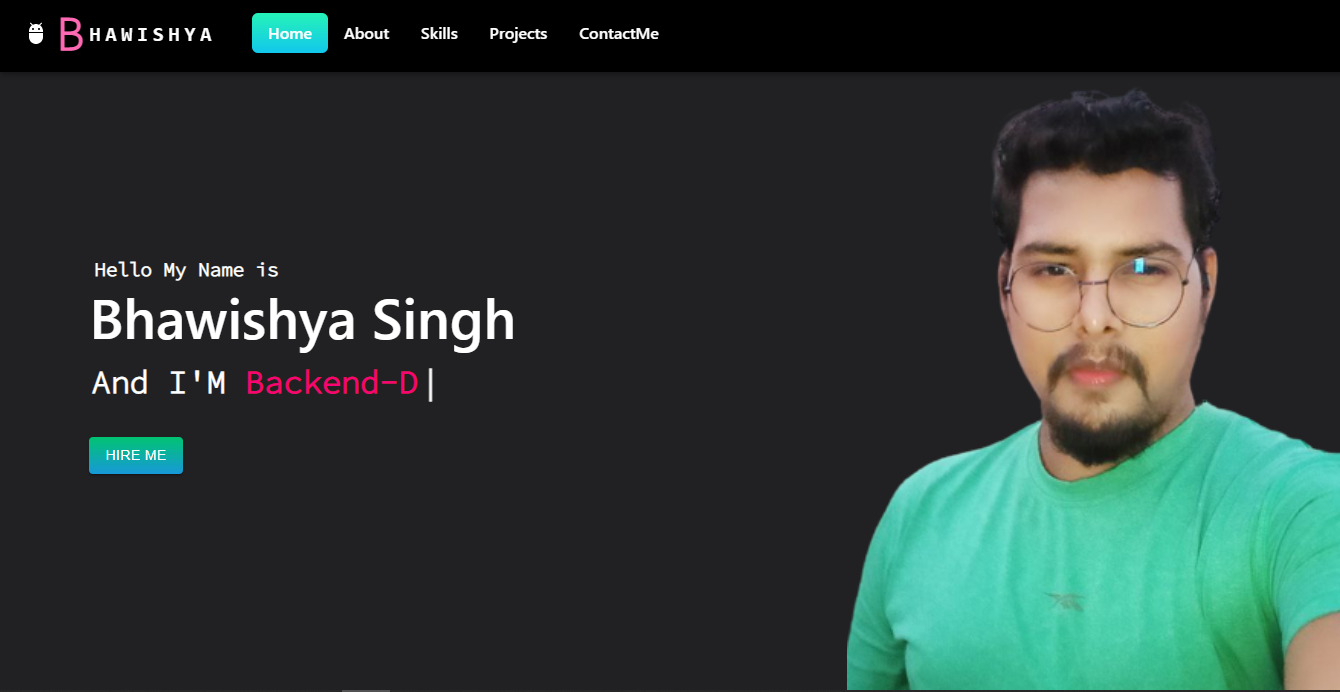 BHAWISHYA Home About Skills Projects ContactMe
Hello My Name is
Bhawishya Singh
And I'M Backend-D|
HIRE ME